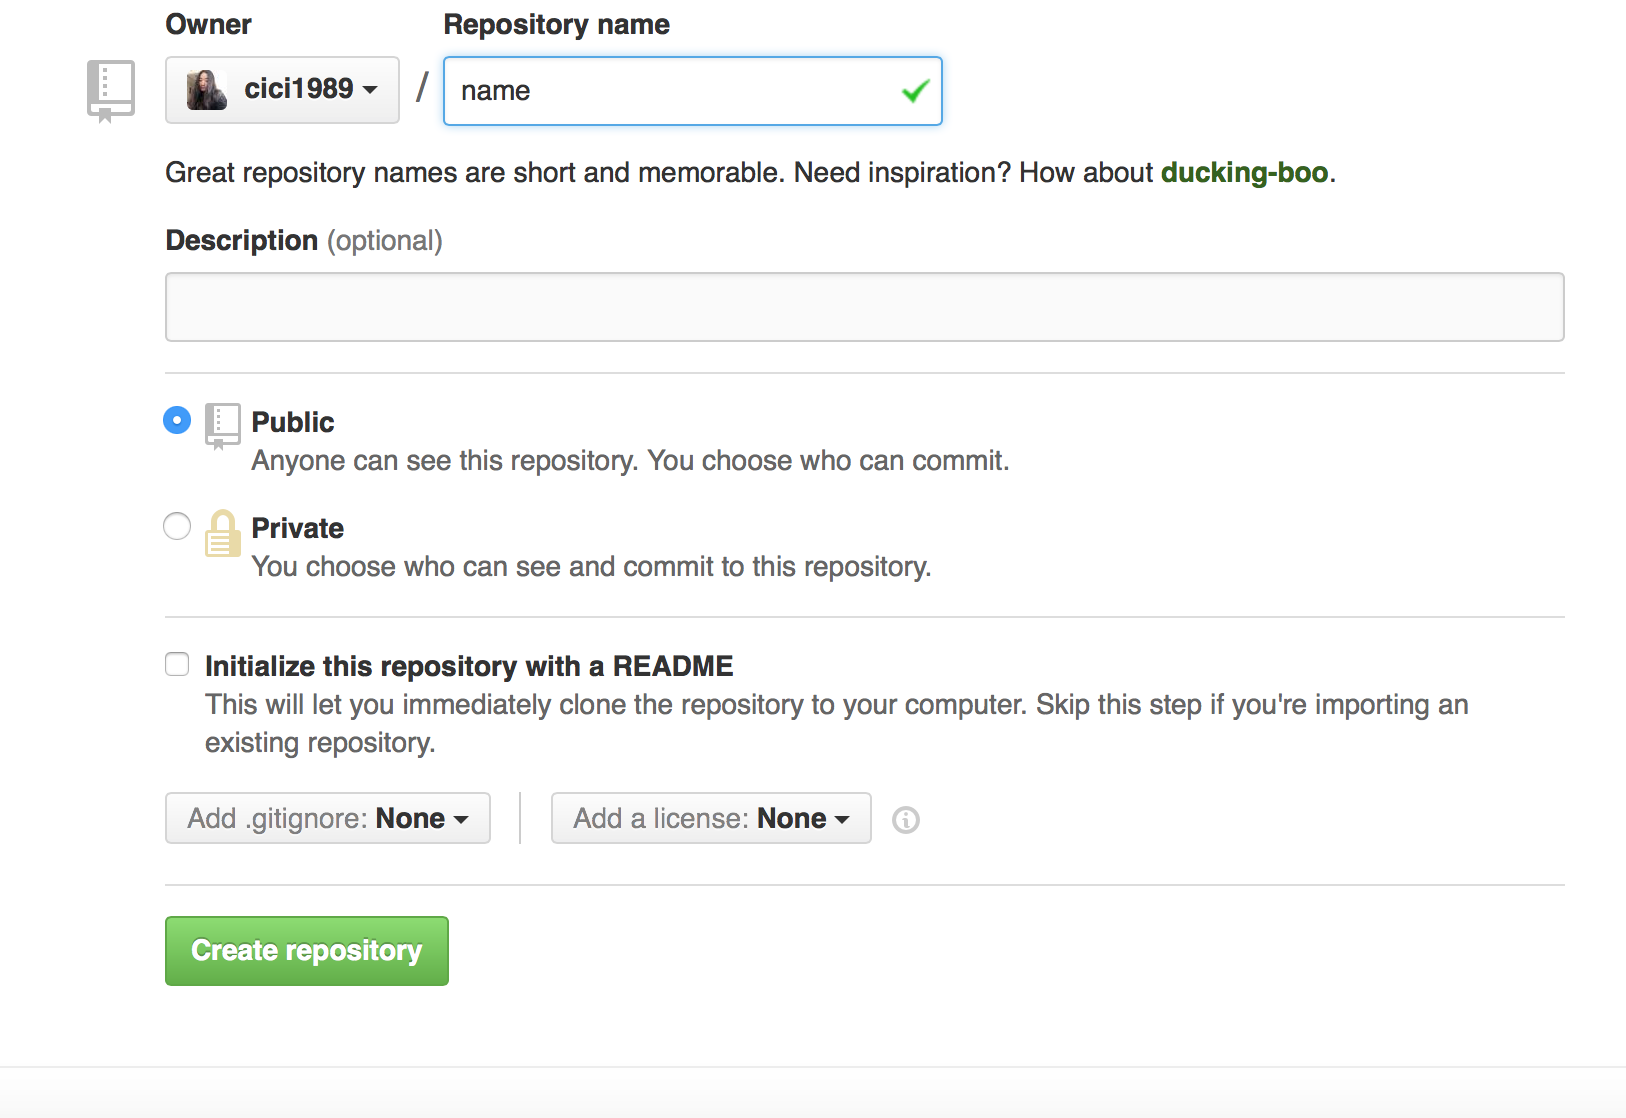 Owner
Repository name
cici1989
/
name
Great repository names are short and memorable. Need inspiration? How about ducking-boo.
Description (optional)
Public
Anyone can see this repository. You choose who can commit.
Private
You choose who can see and commit to this repository.
Initialize this repository with a README
This will let you immediately clone the repository to your computer. Skip this step if you're importing an
existing repository.
Add .gitignore: None
Add a license: None
Create repository